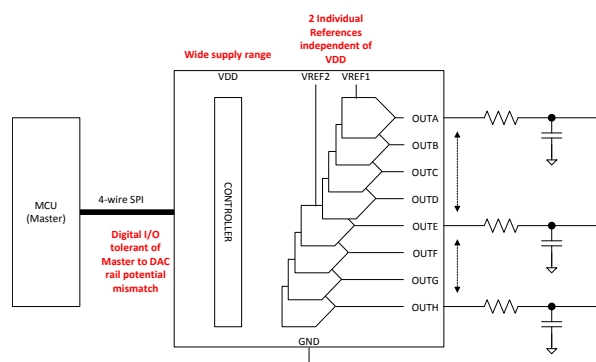 2 Individual
References
independent of
VDD
Wide supply range
VDD
VREF2
VREF1
OUTA
OUTB
OUTC
OUTD
OUTE
OUTF
OUTG
OUTH
MCU
(Master)
4-wire SPI
Digital I/O
tolerant of
Master to DAC
rail potential
mismatch
CONTROLLER
GND